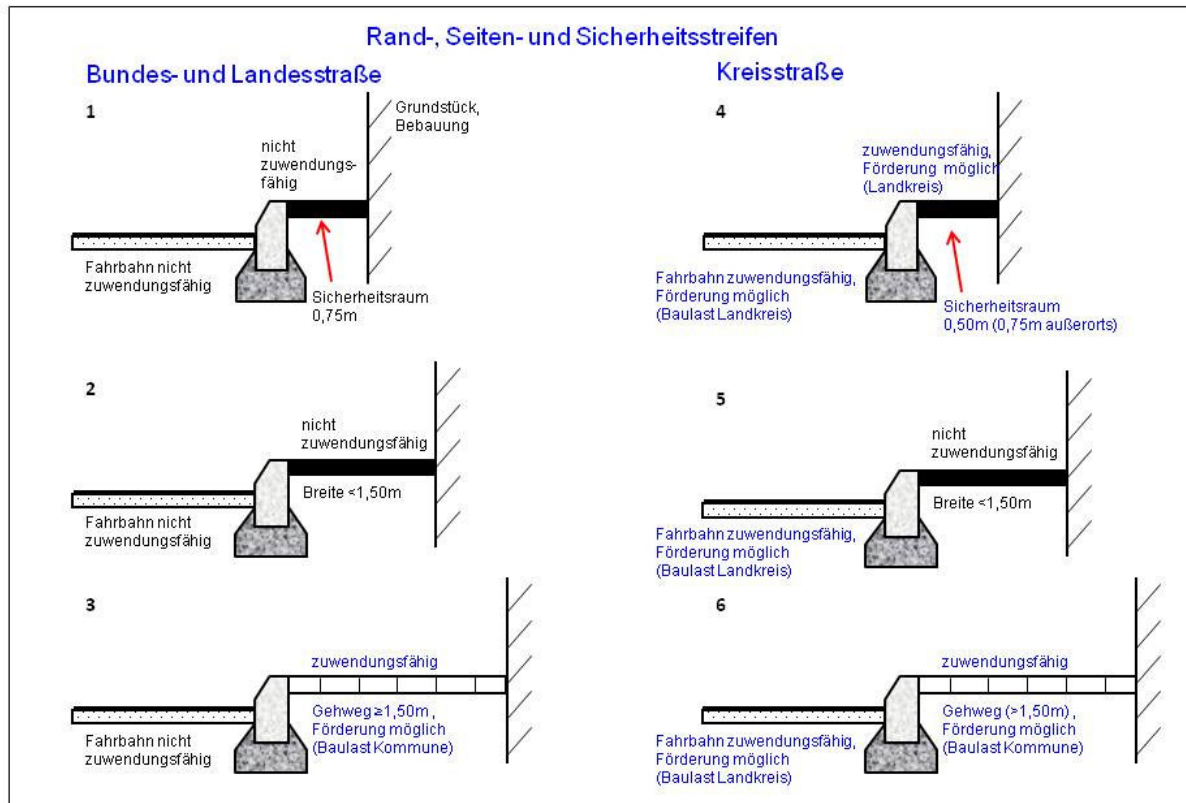 Rand-, Seiten- und Sicherheitsstreifen
Bundes- und Landesstraße
1
Grundstück,
Bebauung
nicht
zuwendungs-
fähig
Fahrbahn nicht
zuwendungsfähig
Sicherheitsraum
0,75m
2
nicht
zuwendungsfähig
Breite <1,50m
Fahrbahn nicht
zuwendungsfähig
3
zuwendungsfähig
Gehweg ≥1,50m ,
Förderung möglich
(Baulast Kommune)
Fahrbahn nicht
zuwendungsfähig
Kreisstraße
4
zuwendungsfähig,
Förderung möglich
(Landkreis)
Fahrbahn zuwendungsfähig,
Förderung möglich
(Baulast Landkreis)
Sicherheitsraum
0,50m (0,75m außerorts)
5
nicht
zuwendungsfähig
Breite <1,50m
Fahrbahn zuwendungsfähig,
Förderung möglich
(Baulast Landkreis)
6
zuwendungsfähig
Gehweg (>1,50m) ,
Förderung möglich
(Baulast Kommune)
Fahrbahn zuwendungsfähig,
Förderung möglich
(Baulast Landkreis)